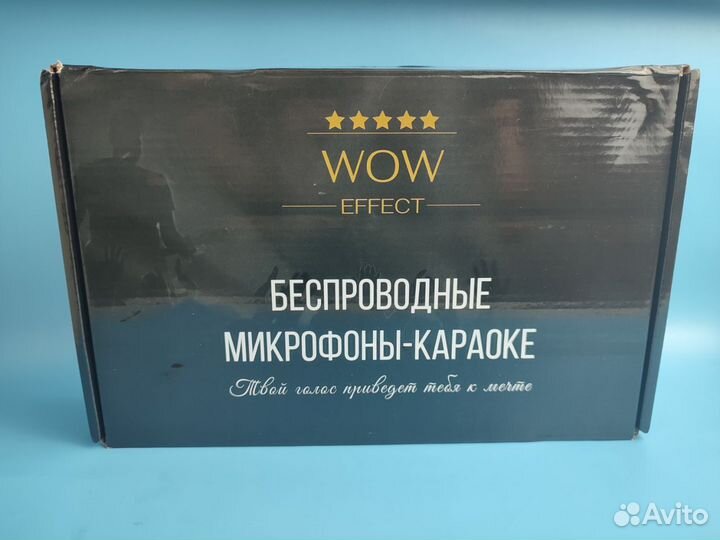 WOW
EFFECT
БЕСПРОВОДНЫЕ
МИКРОФОНЫ-КАРАОКЕ
Твой голос приведет тебя к мечте
Avito